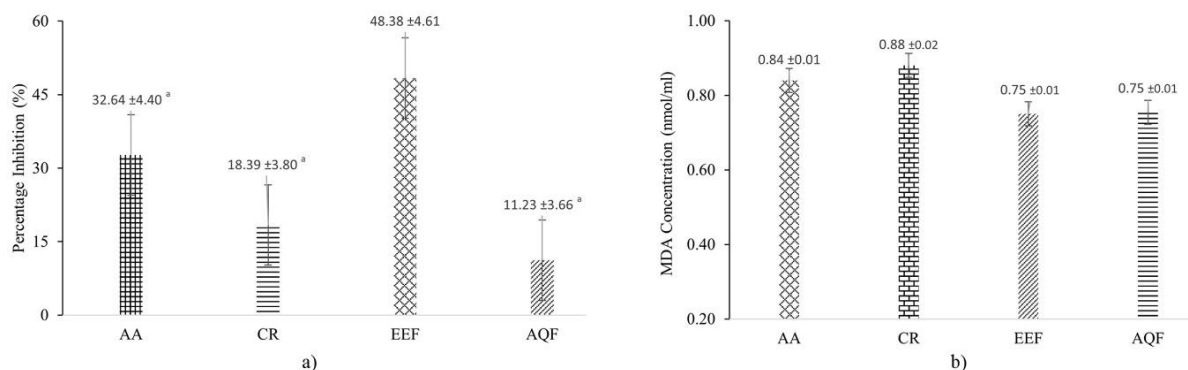 60
48.38 ±4.61
45
32.64 ±4.40 a
30
18.39 ±3.80 a
15
11.23 ±3.66 a
0
Percentage Inhibition (%)
AA CR EEF AQF
a)
1.00
0.88 ±0.02
0.84 ±0.01
0.80
0.75 ±0.01
0.75 ±0.01
0.60
0.40
0.20
MDA Concentration (nmol/ml)
AA CR EEF AQF
b)